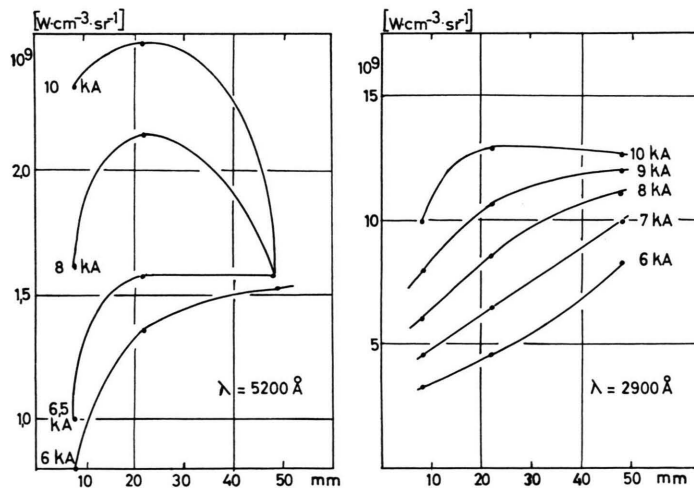 [W·cm⁻³·sr⁻¹]
10⁹
10 kA
2,0
8 kA
1,5
λ = 5200 Å
1,0
6,5 kA
6 kA
10 20 30 40 50 mm
[W·cm⁻³·sr⁻¹]
10⁹
15
10 kA
9 kA
10
8 kA
7 kA
6 kA
5
λ = 2900 Å
10 20 30 40 50 mm